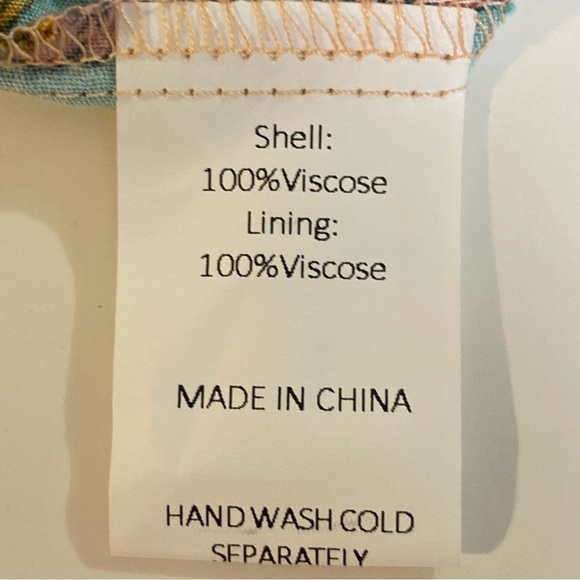 Shell:
100%Viscose
Lining:
100%Viscose
MADE IN CHINA
HAND WASH COLD
SEPARATELY